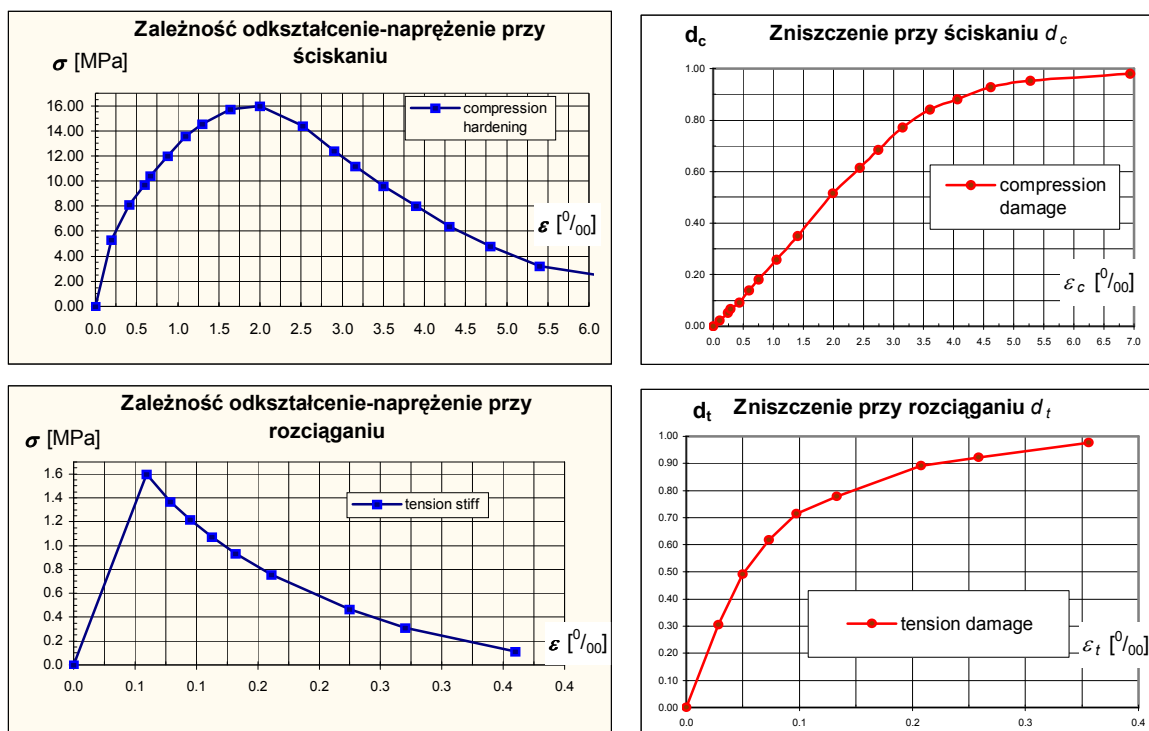 Zależność odkształcenie-naprężenie przy
ściskaniu
σ [MPa]
16.00
14.00
12.00
10.00
8.00
6.00
4.00
2.00
0.00
compression
hardening
ε [⁰/₀₀]
0.0 0.5 1.0 1.5 2.0 2.5 3.0 3.5 4.0 4.5 5.0 5.5 6.0
d_c Zniszczenie przy ściskaniu d_c
1.00
0.80
0.60
0.40
0.20
0.00
compression
damage
ε_c [⁰/₀₀]
0.0 0.5 1.0 1.5 2.0 2.5 3.0 3.5 4.0 4.5 5.0 5.5 6.0 6.5 7.0
Zależność odkształcenie-naprężenie przy
rozciąganiu
σ [MPa]
1.6
1.4
1.2
1.0
0.8
0.6
0.4
0.2
0.0
tension stiff
ε [⁰/₀₀]
0.0 0.1 0.1 0.2 0.2 0.3 0.3 0.4 0.4
d_t Zniszczenie przy rozciąganiu d_t
1.00
0.90
0.80
0.70
0.60
0.50
0.40
0.30
0.20
0.10
0.00
tension damage
ε_t [⁰/₀₀]
0.0 0.1 0.2 0.3 0.4